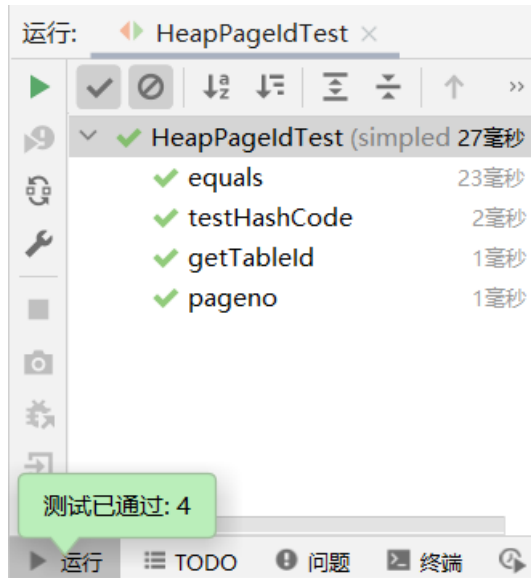 运行: HeapPageIdTest ×
HeapPageIdTest (simpled 27毫秒
equals 23毫秒
testHashCode 2毫秒
getTableId 1毫秒
pageno 1毫秒
测试已通过: 4
运行 TODO 问题 终端